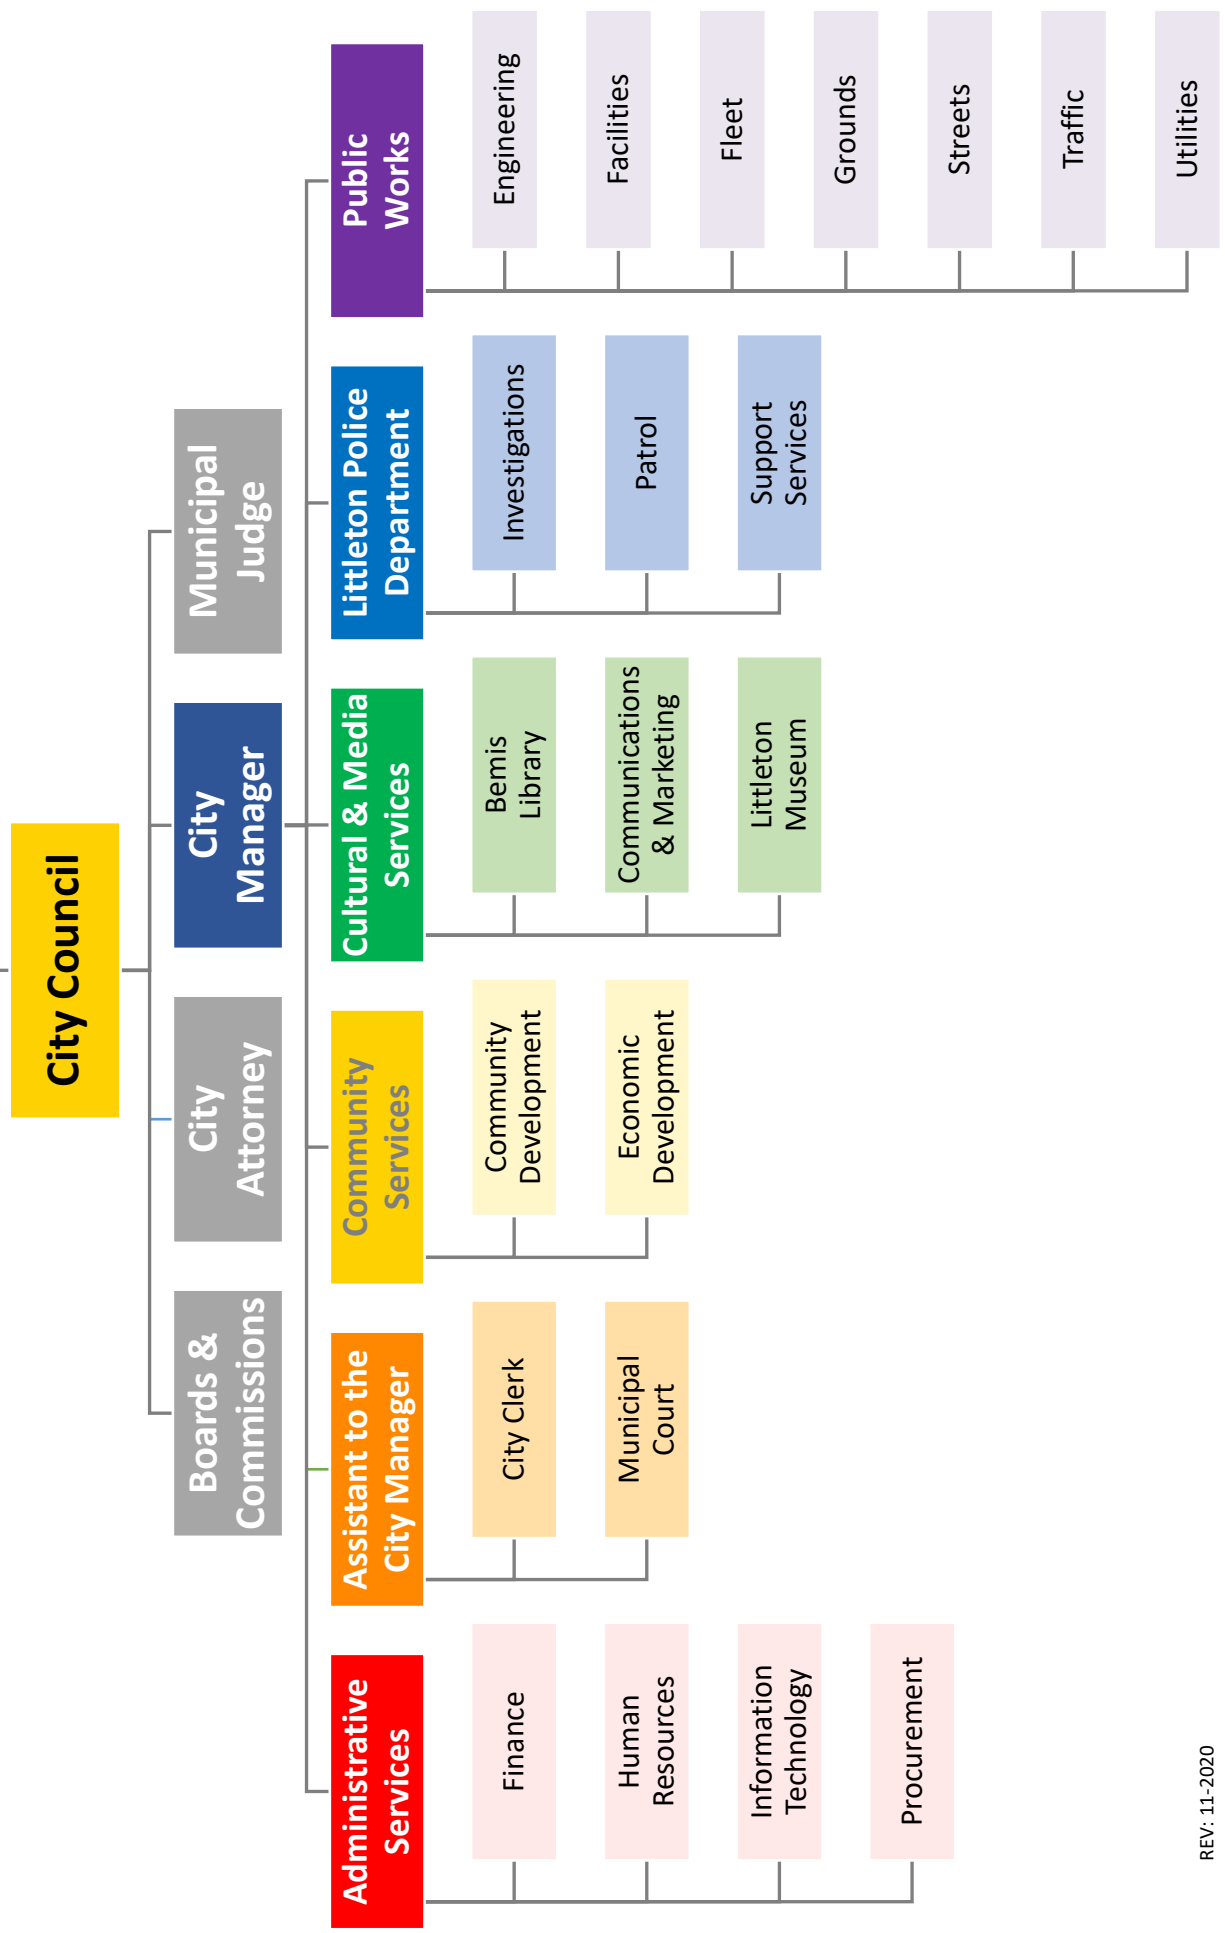 City Council
Boards &
Commissions
City
Attorney
City
Manager
Municipal
Judge
Administrative
Services
Finance
Human
Resources
Information
Technology
Procurement
Assistant to the
City Manager
City Clerk
Municipal
Court
Community
Services
Community
Development
Economic
Development
Cultural & Media
Services
Bemis
Library
Communications
& Marketing
Littleton
Museum
Littleton Police
Department
Investigations
Patrol
Support
Services
Public
Works
Engineering
Facilities
Fleet
Grounds
Streets
Traffic
Utilities
REV: 11-2020